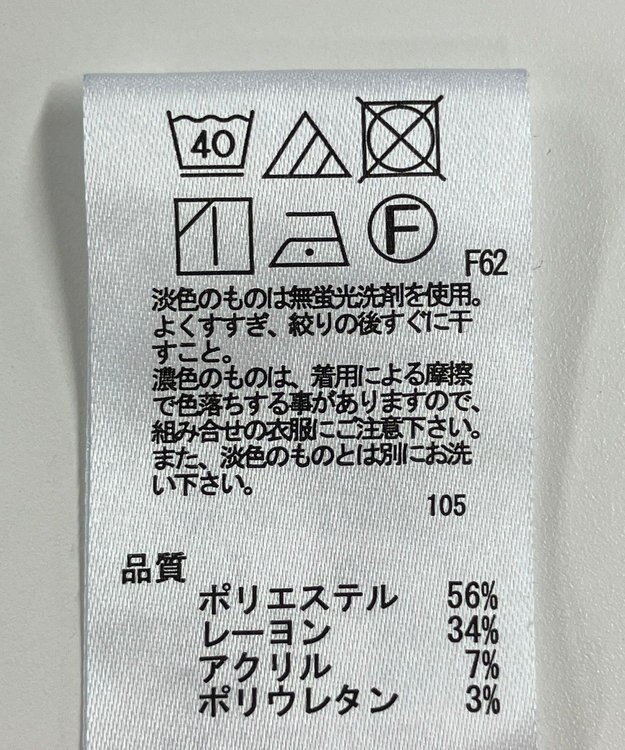 40
F
F62
淡色のものは無蛍光洗剤を使用。
よくすすぎ、絞りの後すぐに干
すこと。
濃色のものは、着用による摩擦
で色落ちする事がありますので、
組み合せの衣服にご注意下さい。
また、淡色のものとは別にお洗
い下さい。
105
品質
ポリエステル 56%
レーヨン 34%
アクリル 7%
ポリウレタン 3%